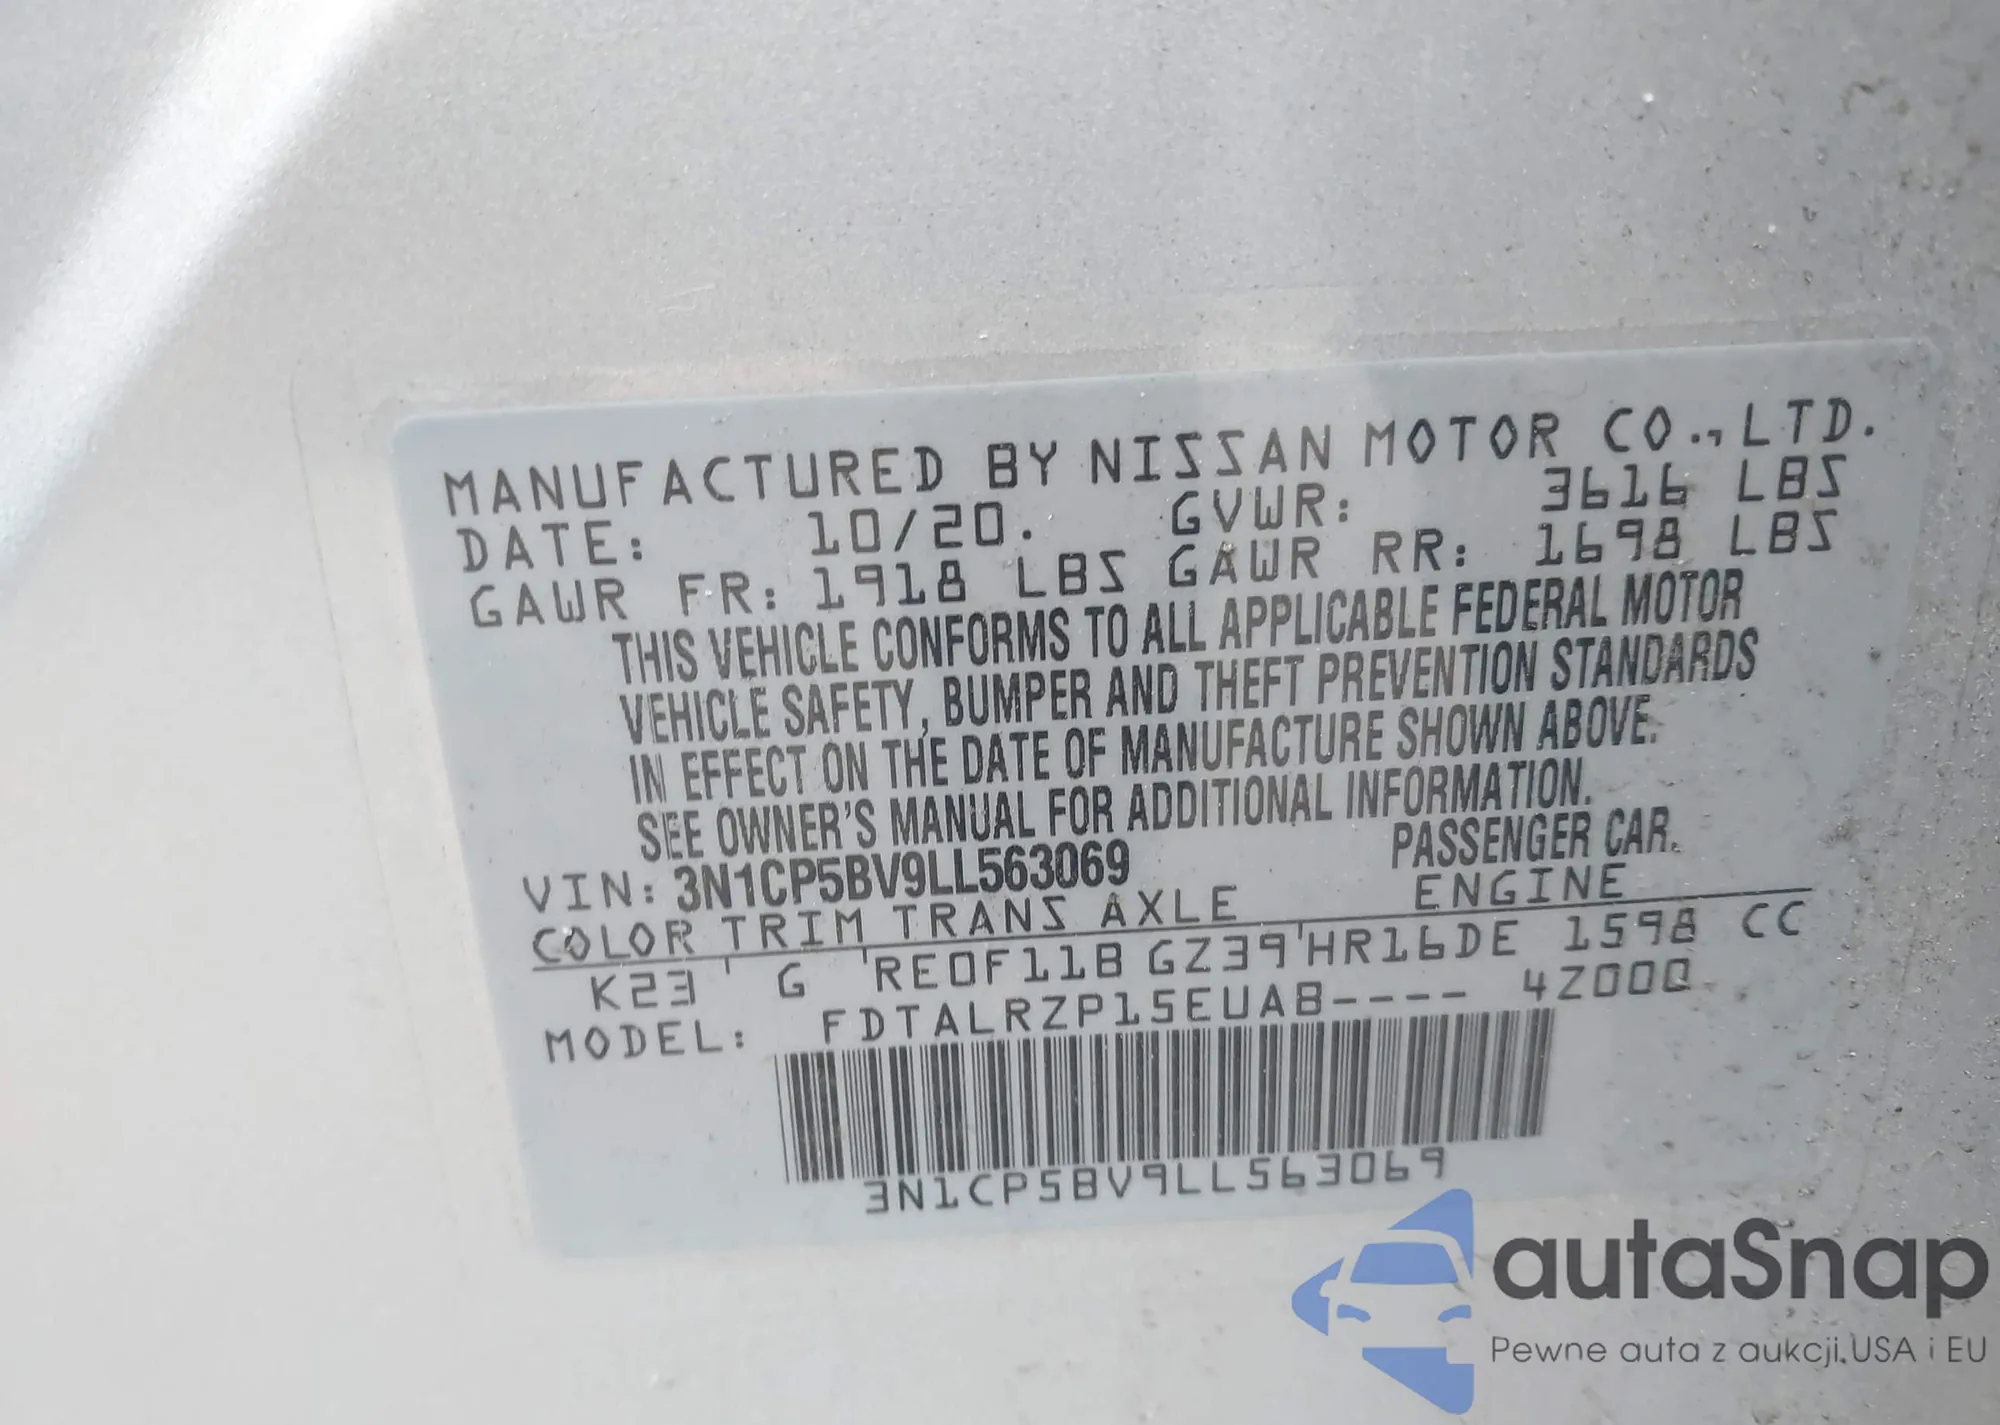 MANUFACTURED BY NISSAN MOTOR CO., LTD.
DATE: 10/20. GVWR: 3616 LBS
GAWR FR: 1918 LBS GAWR RR: 1698 LBS
THIS VEHICLE CONFORMS TO ALL APPLICABLE FEDERAL MOTOR
VEHICLE SAFETY, BUMPER AND THEFT PREVENTION STANDARDS
IN EFFECT ON THE DATE OF MANUFACTURE SHOWN ABOVE.
SEE OWNER'S MANUAL FOR ADDITIONAL INFORMATION.
VIN: 3N1CP5BV9LL563069 PASSENGER CAR.
COLOR TRIM TRANS AXLE ENGINE
K23 ' G 'RE0F11B GZ39'HR16DE 1598 CC
MODEL: FDTALRZP15EUAB---- 4Z000
3N1CP5BV9LL563069
autaSnap
Pewne auta z aukcji USA i EU